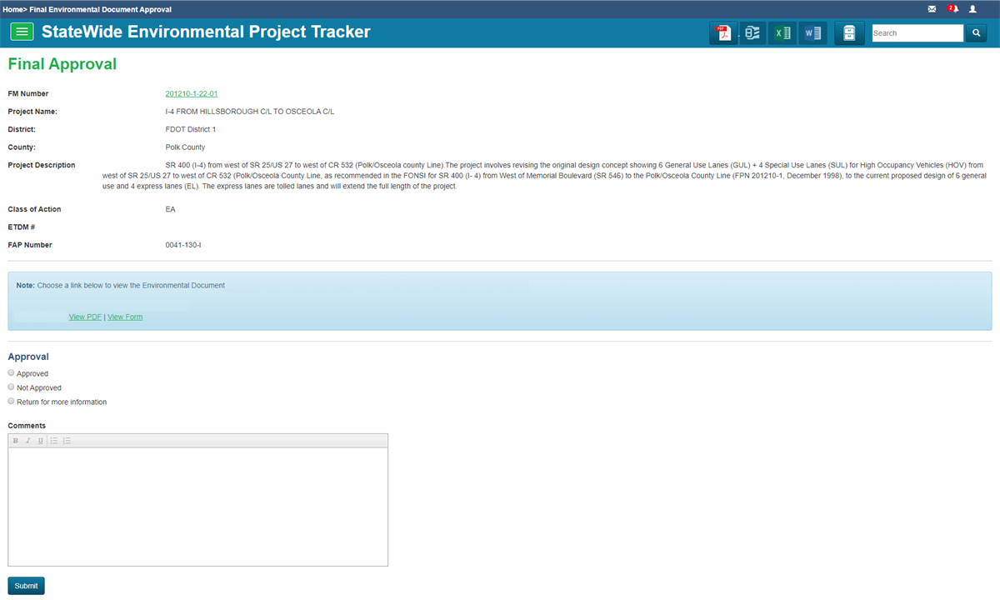 Home> Final Environmental Document Approval
2
StateWide Environmental Project Tracker
PDF
X
W
Search
Final Approval
FM Number 201210-1-22-01
Project Name: I-4 FROM HILLSBOROUGH C/L TO OSCEOLA C/L
District: FDOT District 1
County: Polk County
Project Description SR 400 (I-4) from west of SR 25/US 27 to west of CR 532 (Polk/Osceola county Line).The project involves revising the original design concept showing 6 General Use Lanes (GUL) + 4 Special Use Lanes (SUL) for High Occupancy Vehicles (HOV) from
west of SR 25/US 27 to west of CR 532 (Polk/Osceola County Line, as recommended in the FONSI for SR 400 (I- 4) from West of Memorial Boulevard (SR 546) to the Polk/Osceola County Line (FPN 201210-1, December 1998), to the current proposed design of 6 general
use and 4 express lanes (EL). The express lanes are tolled lanes and will extend the full length of the project.
Class of Action EA
ETDM #
FAP Number 0041-130-I
Note: Choose a link below to view the Environmental Document
View PDF | View Form
Approval
Approved
Not Approved
Return for more information
Comments
B I U
Submit